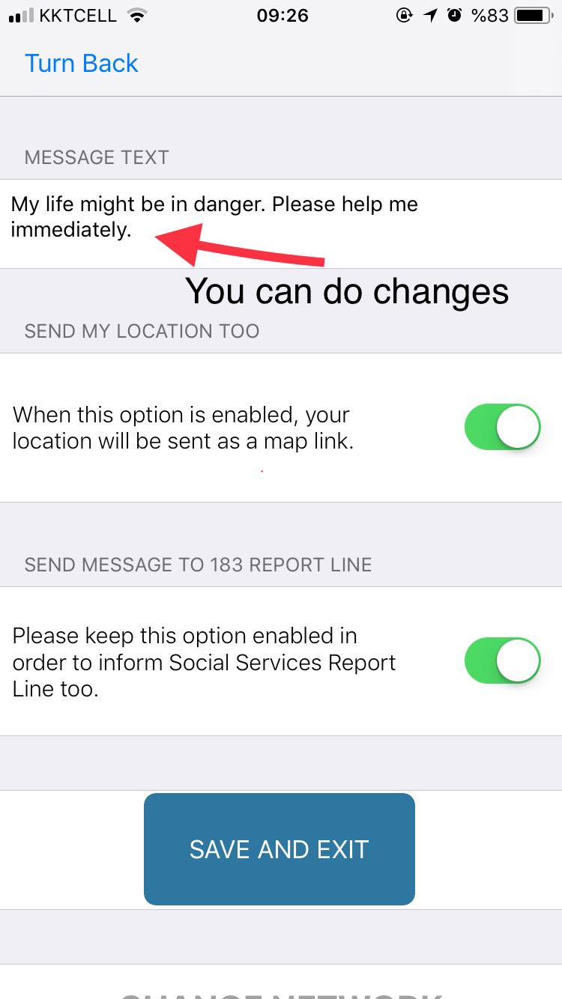 KKTCELL 09:26 %83
Turn Back
MESSAGE TEXT
My life might be in danger. Please help me
immediately.
You can do changes
SEND MY LOCATION TOO
When this option is enabled, your
location will be sent as a map link.
SEND MESSAGE TO 183 REPORT LINE
Please keep this option enabled in
order to inform Social Services Report
Line too.
SAVE AND EXIT
CHANGE NETWORK